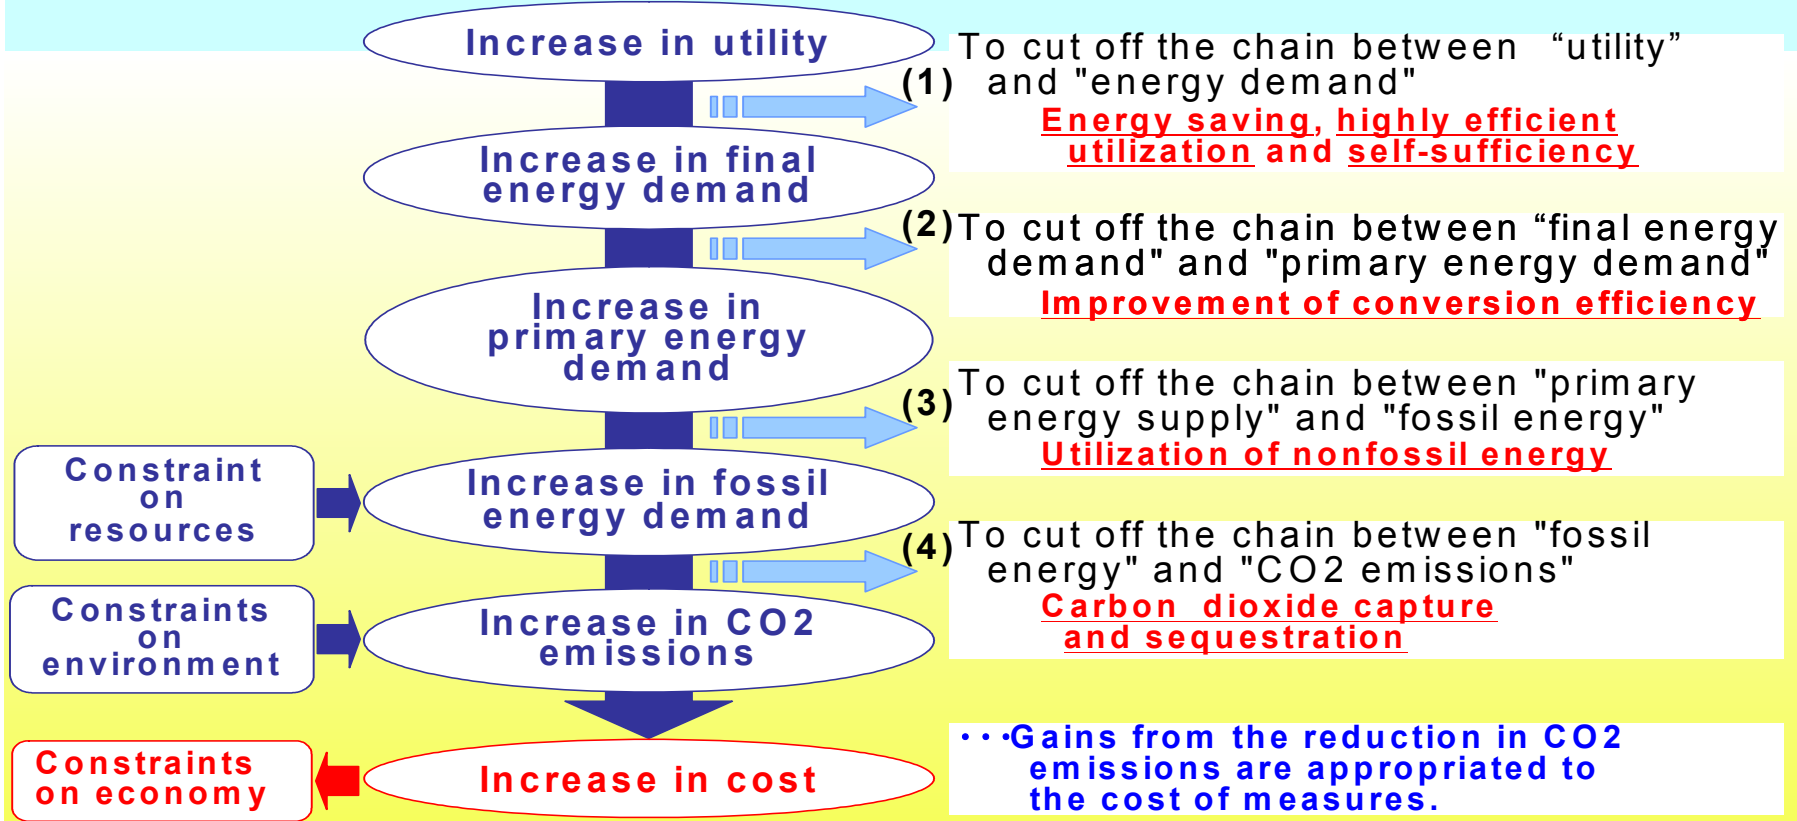 Increase in utility
(1) To cut off the chain between “utility”
and "energy demand"
Energy saving, highly efficient
utilization and self-sufficiency
Increase in final
energy demand
(2) To cut off the chain between “final energy
demand" and "primary energy demand"
Improvement of conversion efficiency
Increase in
primary energy
demand
(3) To cut off the chain between "primary
energy supply" and "fossil energy"
Utilization of nonfossil energy
Constraint
on
resources
Increase in fossil
energy demand
(4) To cut off the chain between "fossil
energy" and "CO2 emissions"
Carbon dioxide capture
and sequestration
Constraints
on
environment
Increase in CO2
emissions
Constraints
on economy
Increase in cost
・・・Gains from the reduction in CO2
emissions are appropriated to
the cost of measures.